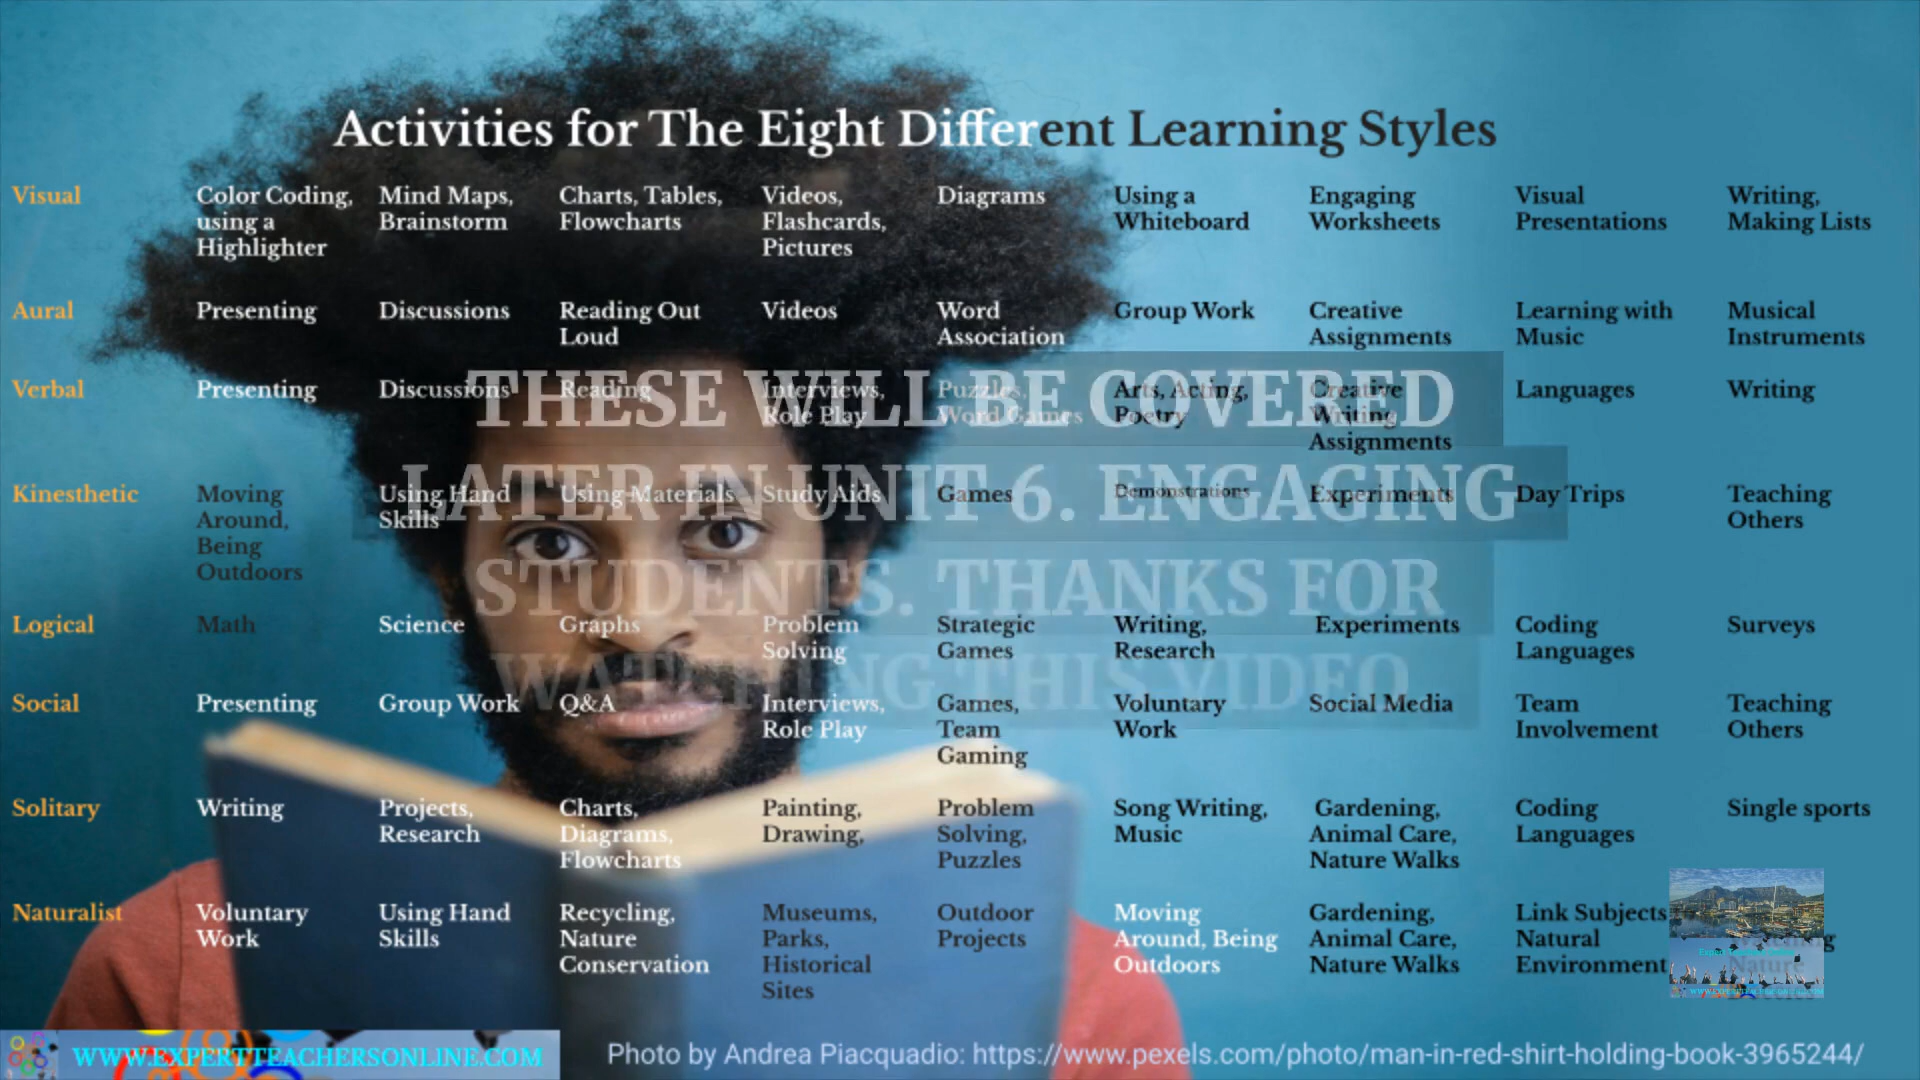 Activities for The Eight Different Learning Styles
Visual
Color Coding,
using a
Highlighter
Mind Maps,
Brainstorm
Charts, Tables,
Flowcharts
Videos,
Flashcards,
Pictures
Diagrams
Using a
Whiteboard
Engaging
Worksheets
Visual
Presentations
Writing,
Making Lists
Aural
Presenting
Discussions
Reading Out
Loud
Videos
Word
Association
Group Work
Creative
Assignments
Learning with
Music
Musical
Instruments
Verbal
Presenting
Discussions
Reading
Interviews,
Role Play
Puzzles,
Word Games
Arts, Acting,
Poetry
Creative
Writing
Assignments
Languages
Writing
THESE WILL BE COVERED
LATER IN UNIT 6. ENGAGING
STUDENTS. THANKS FOR
WATCHING THIS VIDEO
Kinesthetic
Moving
Around,
Being
Outdoors
Using Hand
Skills
Using Materials
Study Aids
Games
Demonstrations
Experiments
Day Trips
Teaching
Others
Logical
Math
Science
Graphs
Problem
Solving
Strategic
Games
Writing,
Research
Experiments
Coding
Languages
Surveys
Social
Presenting
Group Work
Q&A
Interviews,
Role Play
Games,
Team
Gaming
Voluntary
Work
Social Media
Team
Involvement
Teaching
Others
Solitary
Writing
Projects,
Research
Charts,
Diagrams,
Flowcharts
Painting,
Drawing,
Problem
Solving,
Puzzles
Song Writing,
Music
Gardening,
Animal Care,
Nature Walks
Coding
Languages
Single sports
Naturalist
Voluntary
Work
Using Hand
Skills
Recycling,
Nature
Conservation
Museums,
Parks,
Historical
Sites
Outdoor
Projects
Moving
Around, Being
Outdoors
Gardening,
Animal Care,
Nature Walks
Link Subjects
Natural
Environment
Nature
WWW.EXPERTTEACHERSONLINE.COM
Photo by Andrea Piacquadio: https://www.pexels.com/photo/man-in-red-shirt-holding-book-3965244/